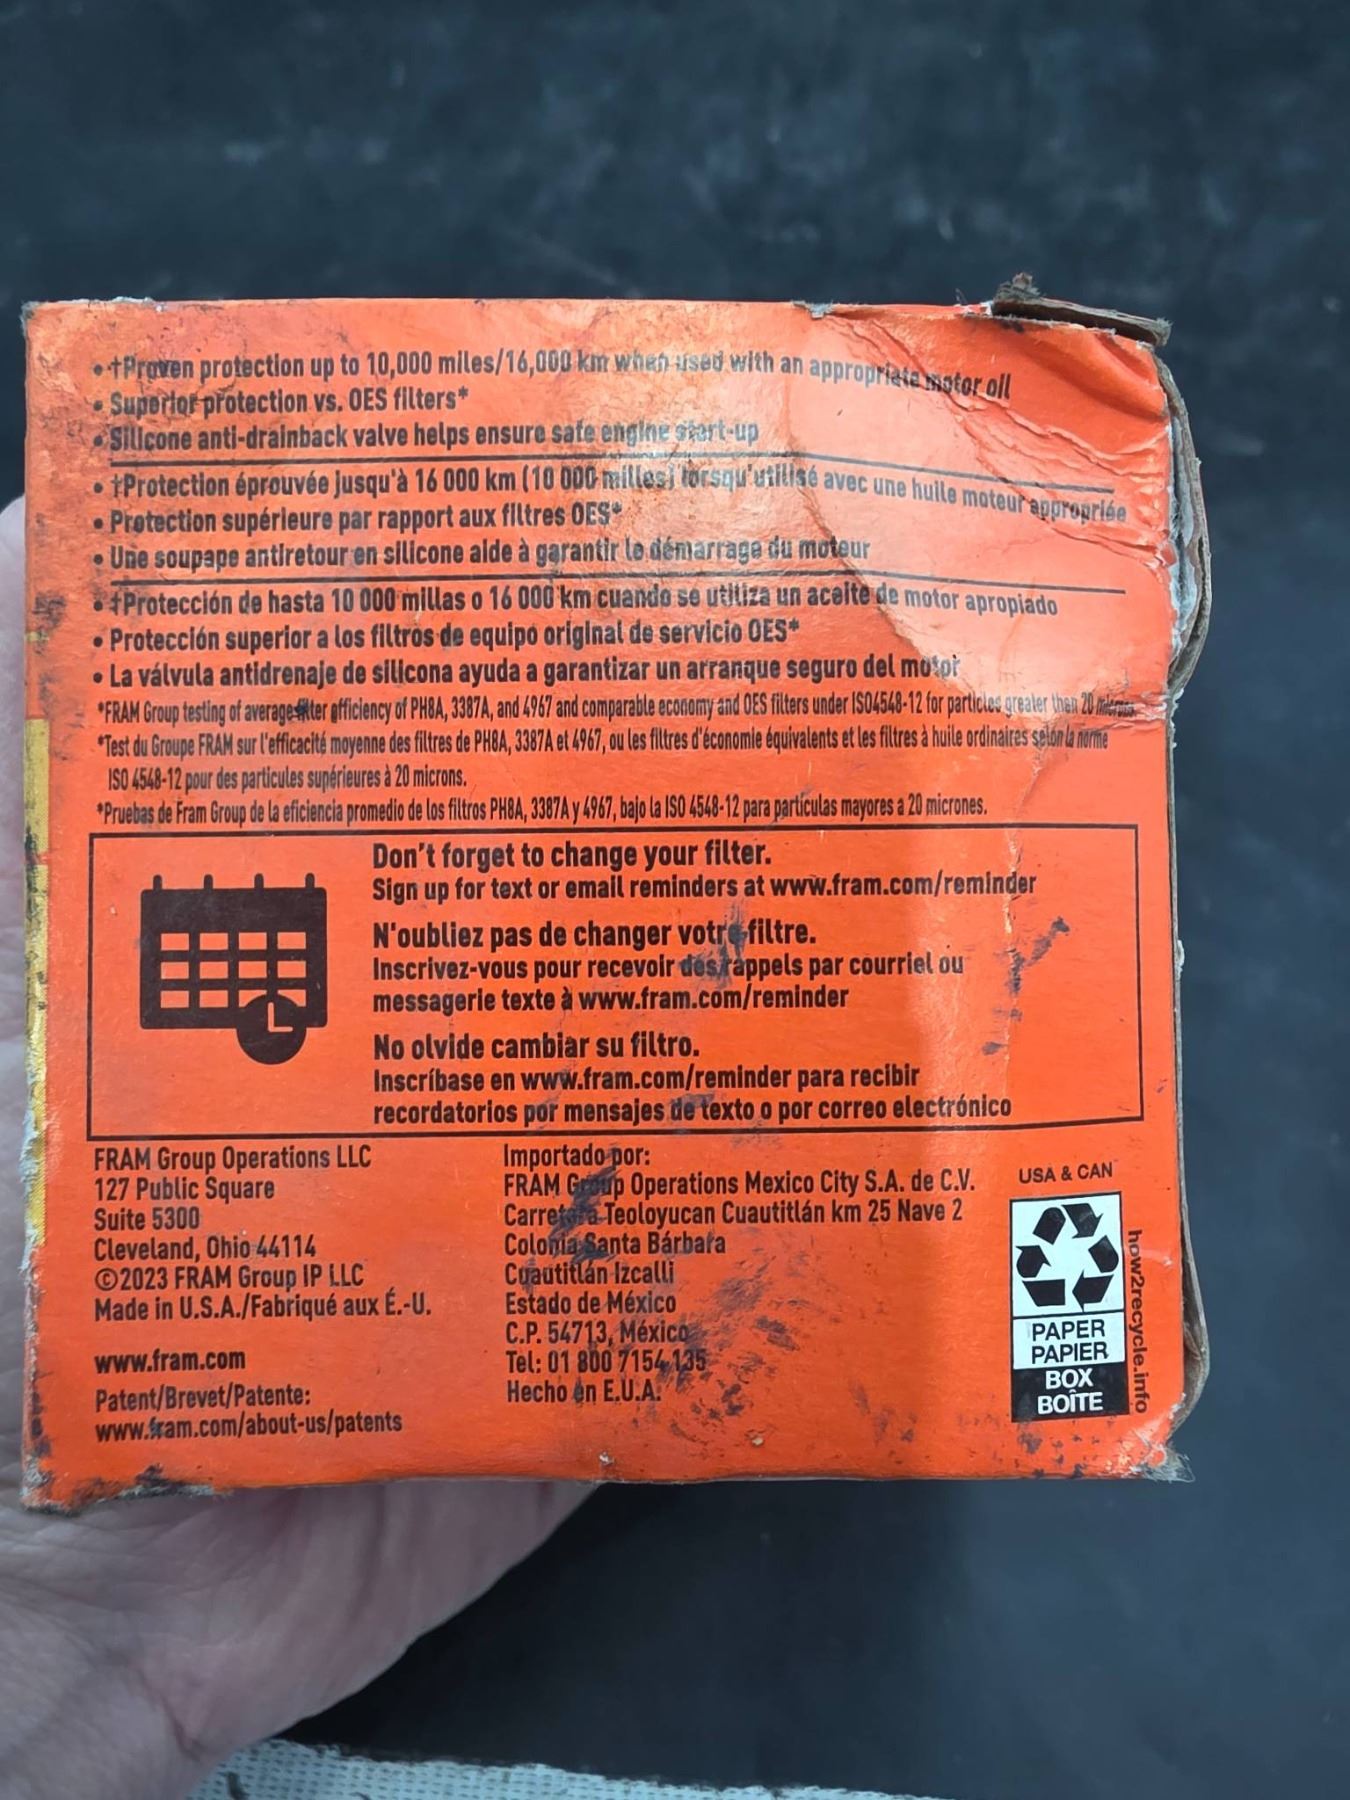 • †Proven protection up to 10,000 miles/16,000 km when used with an appropriate motor oil
• Superior protection vs. OES filters*
• Silicone anti-drainback valve helps ensure safe engine start-up
• †Protection éprouvée jusqu'à 16 000 km (10 000 milles) lorsqu'utilisé avec une huile moteur appropriée
• Protection supérieure par rapport aux filtres OES*
• Une soupape antiretour en silicone aide à garantir le démarrage du moteur
• †Protección de hasta 10 000 millas o 16 000 km cuando se utiliza un aceite de motor apropiado
• Protección superior a los filtros de equipo original de servicio OES*
• La válvula antidrenaje de silicona ayuda a garantizar un arranque seguro del motor
*FRAM Group testing of average filter efficiency of PH8A, 3387A, and 4967 and comparable economy and OES filters under ISO4548-12 for particles greater than 20 microns
*Test du Groupe FRAM sur l'efficacité moyenne des filtres de PH8A, 3387A et 4967, ou les filtres d'économie équivalents et les filtres à huile ordinaires selon la norme
ISO 4548-12 pour des particules supérieures à 20 microns.
*Pruebas de Fram Group de la eficiencia promedio de los filtros PH8A, 3387A y 4967, bajo la ISO 4548-12 para partículas mayores a 20 micrones.
Don't forget to change your filter.
Sign up for text or email reminders at www.fram.com/reminder
N'oubliez pas de changer votre filtre.
Inscrivez-vous pour recevoir des rappels par courriel ou
messagerie texte à www.fram.com/reminder
No olvide cambiar su filtro.
Inscríbase en www.fram.com/reminder para recibir
recordatorios por mensajes de texto o por correo electrónico
FRAM Group Operations LLC
127 Public Square
Suite 5300
Cleveland, Ohio 44114
©2023 FRAM Group IP LLC
Made in U.S.A./Fabriqué aux É.-U.
www.fram.com
Patent/Brevet/Patente:
www.fram.com/about-us/patents
Importado por:
FRAM Group Operations Mexico City S.A. de C.V.
Carretera Teoloyucan Cuautitlán km 25 Nave 2
Colonia Santa Bárbara
Cuautitlán Izcalli
Estado de México
C.P. 54713, México
Tel: 01 800 7154 135
Hecho en E.U.A.
USA & CAN
PAPER
PAPIER
BOX
BOÎTE
how2recycle.info